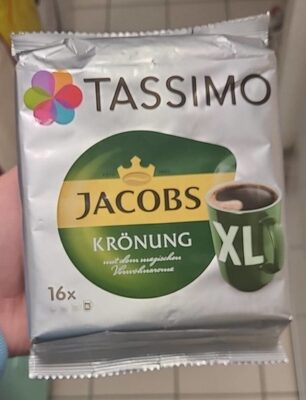 TASSIMO
JACOBS
KRÖNUNG
mit dem magischen
Verwöhnaroma
XL
16x